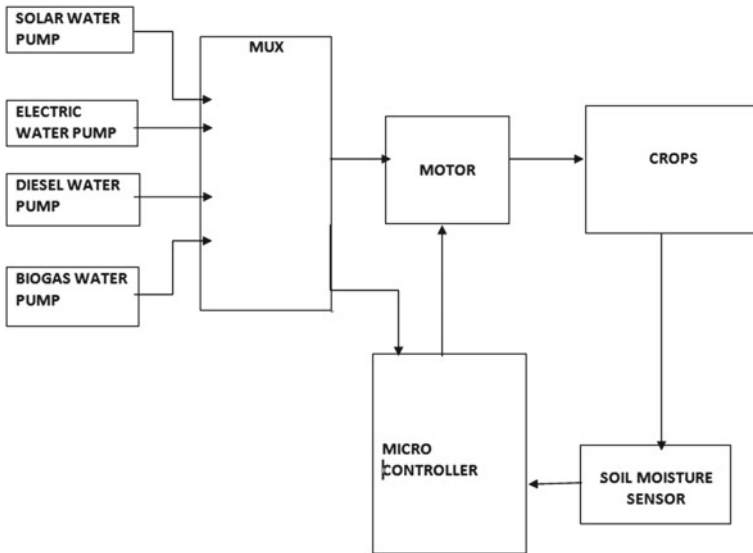 SOLAR WATER
PUMP
MUX
ELECTRIC
WATER PUMP
DIESEL WATER
PUMP
BIOGAS WATER
PUMP
MOTOR
CROPS
MICRO
CONTROLLER
SOIL MOISTURE
SENSOR